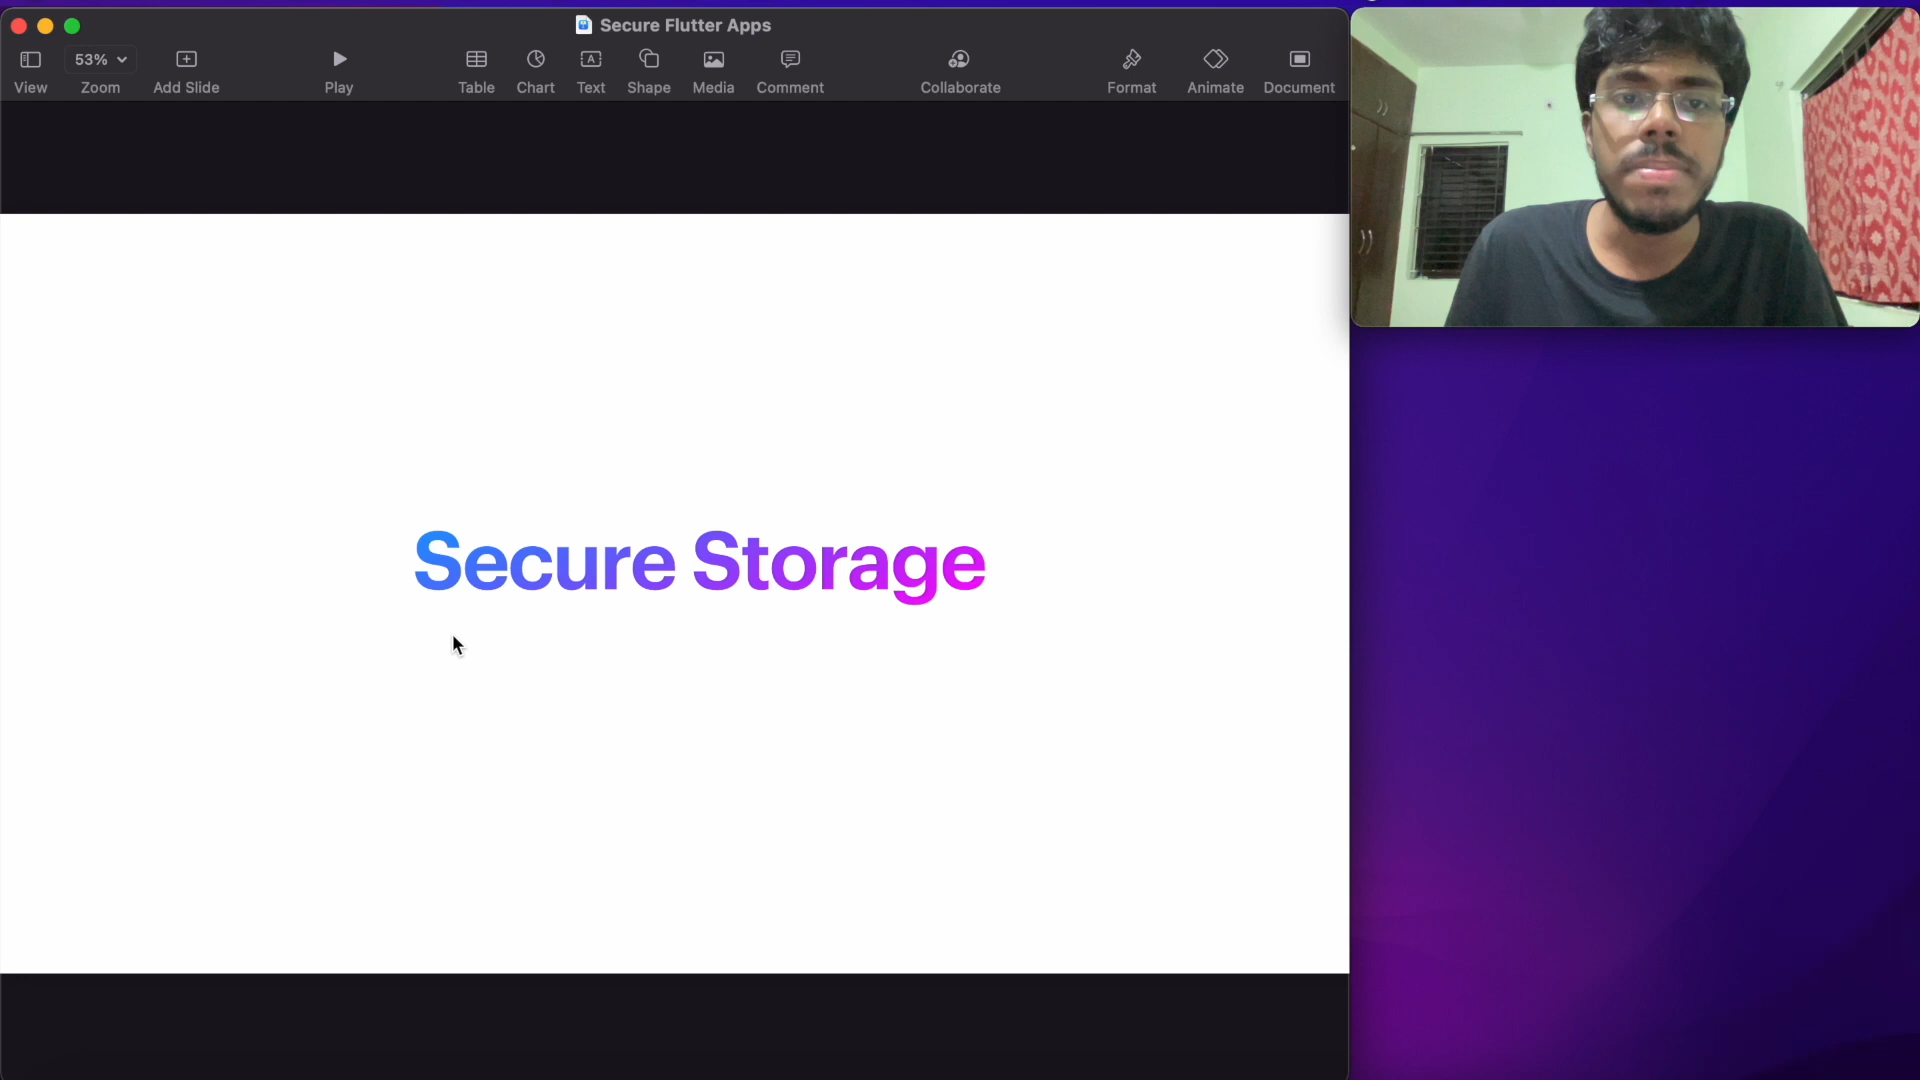 Secure Flutter Apps
53%
View
Zoom
Add Slide
Play
Table
Chart
Text
Shape
Media
Comment
Collaborate
Format
Animate
Document
Secure Storage